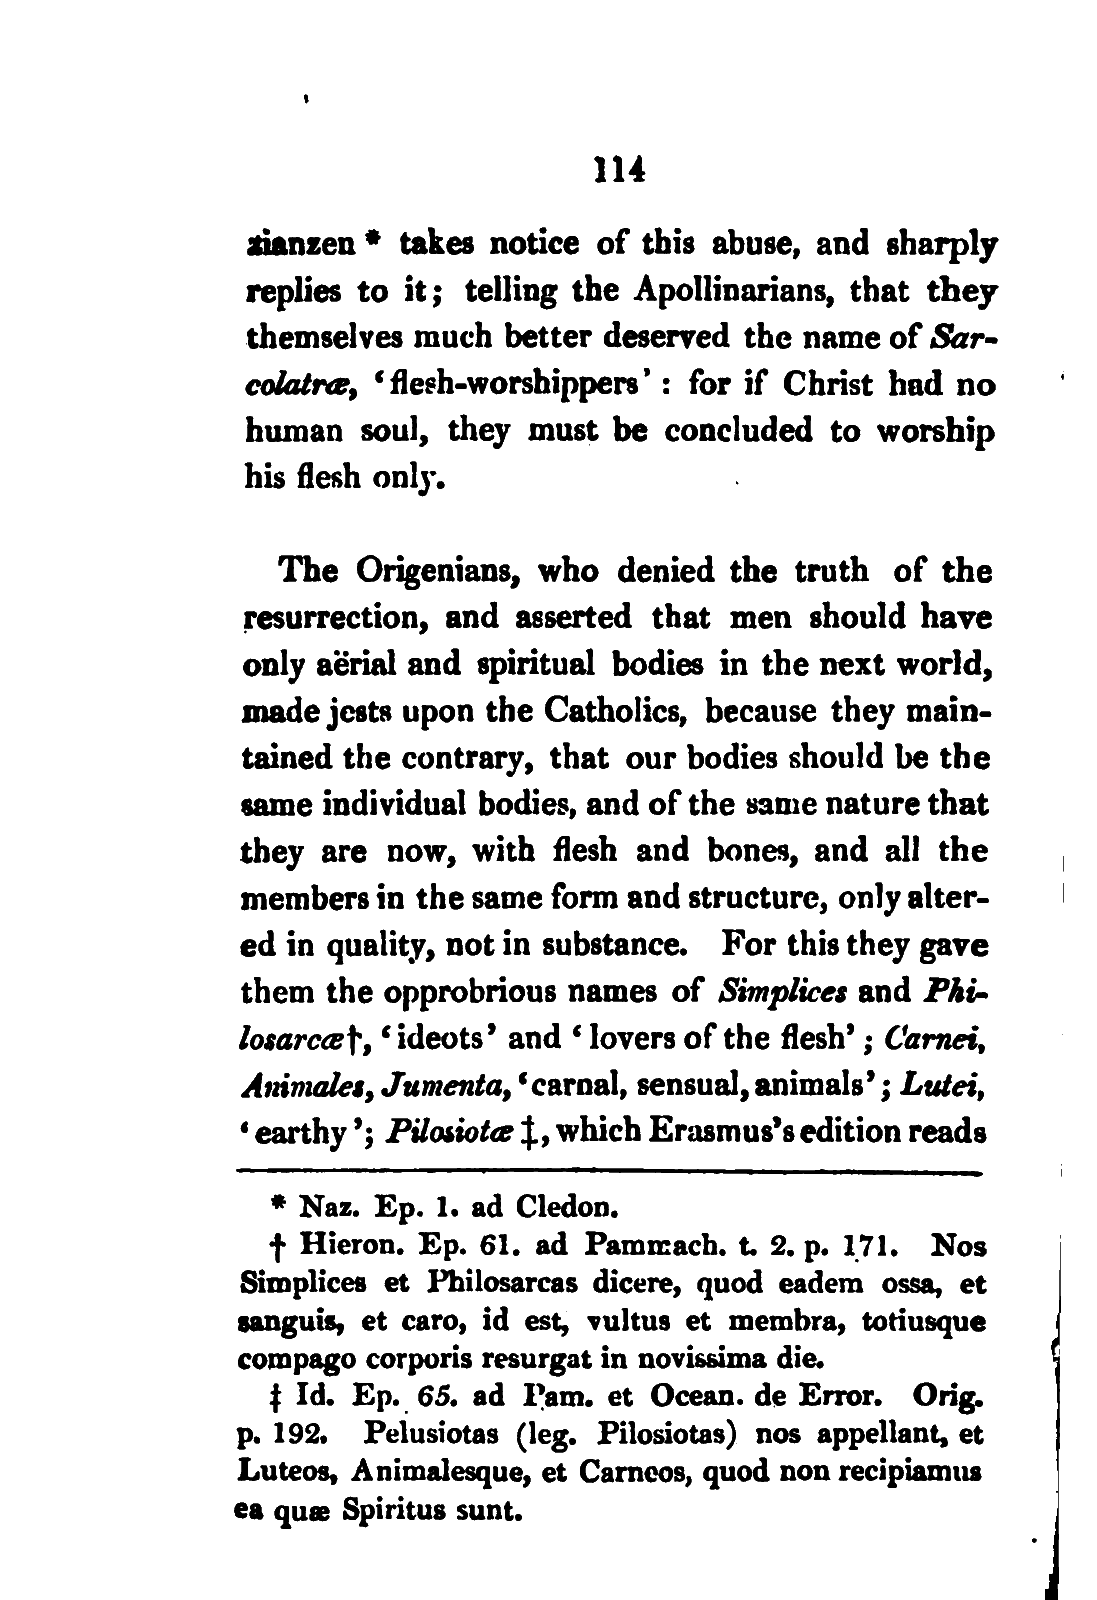 114
zianzen * takes notice of this abuse, and sharply
replies to it; telling the Apollinarians, that they
themselves much better deserved the name of Sar-
colatræ, ‘flesh-worshippers’ : for if Christ had no
human soul, they must be concluded to worship
his flesh only.
The Origenians, who denied the truth of the
resurrection, and asserted that men should have
only aërial and spiritual bodies in the next world,
made jests upon the Catholics, because they main-
tained the contrary, that our bodies should be the
same individual bodies, and of the same nature that
they are now, with flesh and bones, and all the
members in the same form and structure, only alter-
ed in quality, not in substance. For this they gave
them the opprobrious names of Simplices and Phi-
losarcæ†, ‘ideots’ and ‘lovers of the flesh’ ; Carnei,
Animales, Jumenta, ‘carnal, sensual, animals’ ; Lutei,
‘earthy’; Pilosiotæ ‡, which Erasmus's edition reads
* Naz. Ep. 1. ad Cledon.
† Hieron. Ep. 61. ad Pammach. t. 2. p. 171. Nos
Simplices et Philosarcas dicere, quod eadem ossa, et
sanguis, et caro, id est, vultus et membra, totiusque
compago corporis resurgat in novissima die.
‡ Id. Ep. 65. ad Pam. et Ocean. de Error. Orig.
p. 192. Pelusiotas (leg. Pilosiotas) nos appellant, et
Luteos, Animalesque, et Carneos, quod non recipiamus
ea quæ Spiritus sunt.